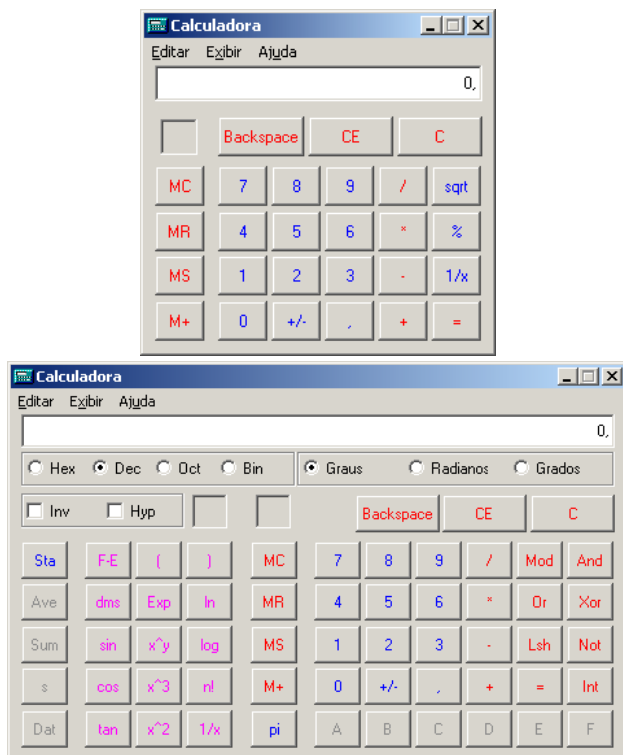 Calculadora
Editar Exibir Ajuda
0,
Backspace CE C
MC 7 8 9 / sqrt
MR 4 5 6 * %
MS 1 2 3 - 1/x
M+ 0 +/- , + =
Calculadora
Editar Exibir Ajuda
0,
Hex Dec Oct Bin Graus Radianos Grados
Inv Hyp Backspace CE C
Sta F-E ( ) MC 7 8 9 / Mod And
Ave dms Exp ln MR 4 5 6 * Or Xor
Sum sin x^y log MS 1 2 3 - Lsh Not
s cos x^3 n! M+ 0 +/- , + = Int
Dat tan x^2 1/x pi A B C D E F